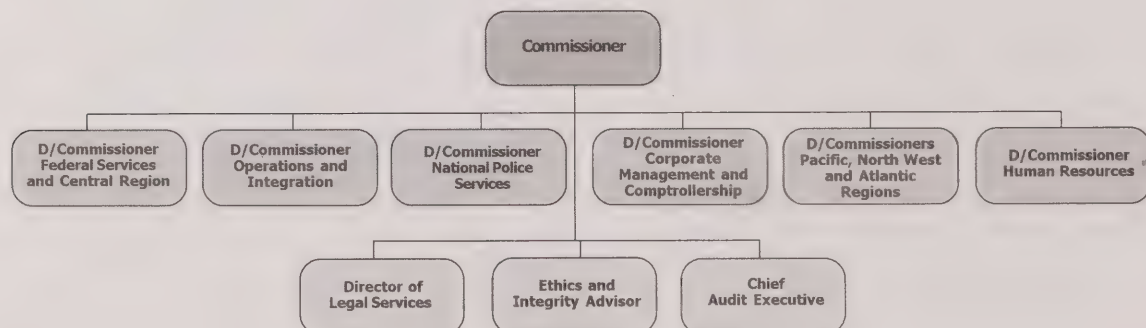 Commissioner
D/Commissioner
Federal Services
and Central Region
D/Commissioner
Operations and
Integration
D/Commissioner
National Police
Services
D/Commissioner
Corporate
Management and
Comptrollership
D/Commissioners
Pacific, North West
and Atlantic
Regions
D/Commissioner
Human Resources
Director of
Legal Services
Ethics and
Integrity Advisor
Chief
Audit Executive